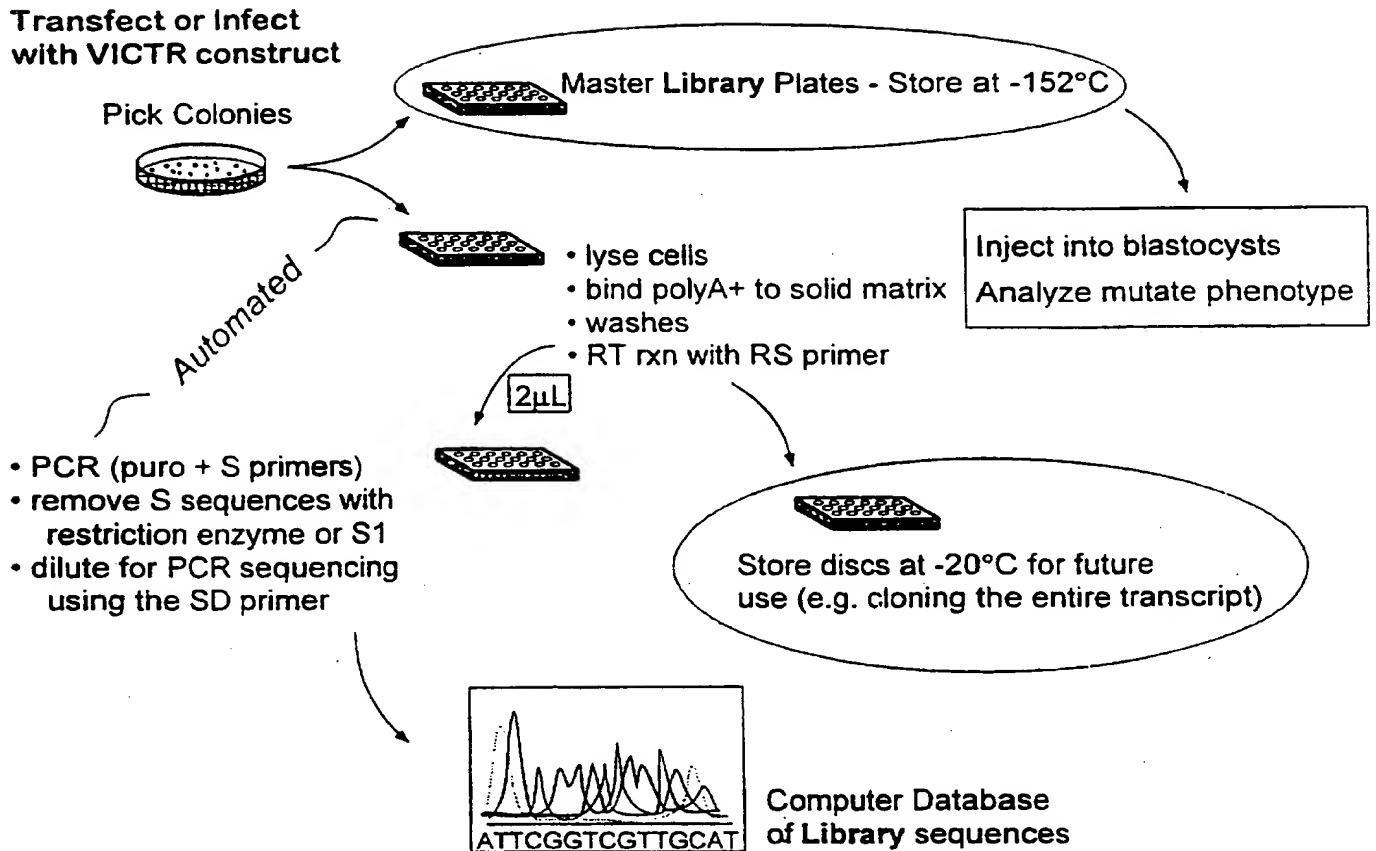 Transfect or Infect
with VICTR construct
Pick Colonies
Master Library Plates - Store at -152°C
Inject into blastocysts
Analyze mutate phenotype
Automated
• lyse cells
• bind polyA+ to solid matrix
• washes
• RT rxn with RS primer
2µL
• PCR (puro + S primers)
• remove S sequences with
restriction enzyme or S1
• dilute for PCR sequencing
using the SD primer
Store discs at -20°C for future
use (e.g. cloning the entire transcript)
ATTCGGTCGTTGCAT
Computer Database
of Library sequences